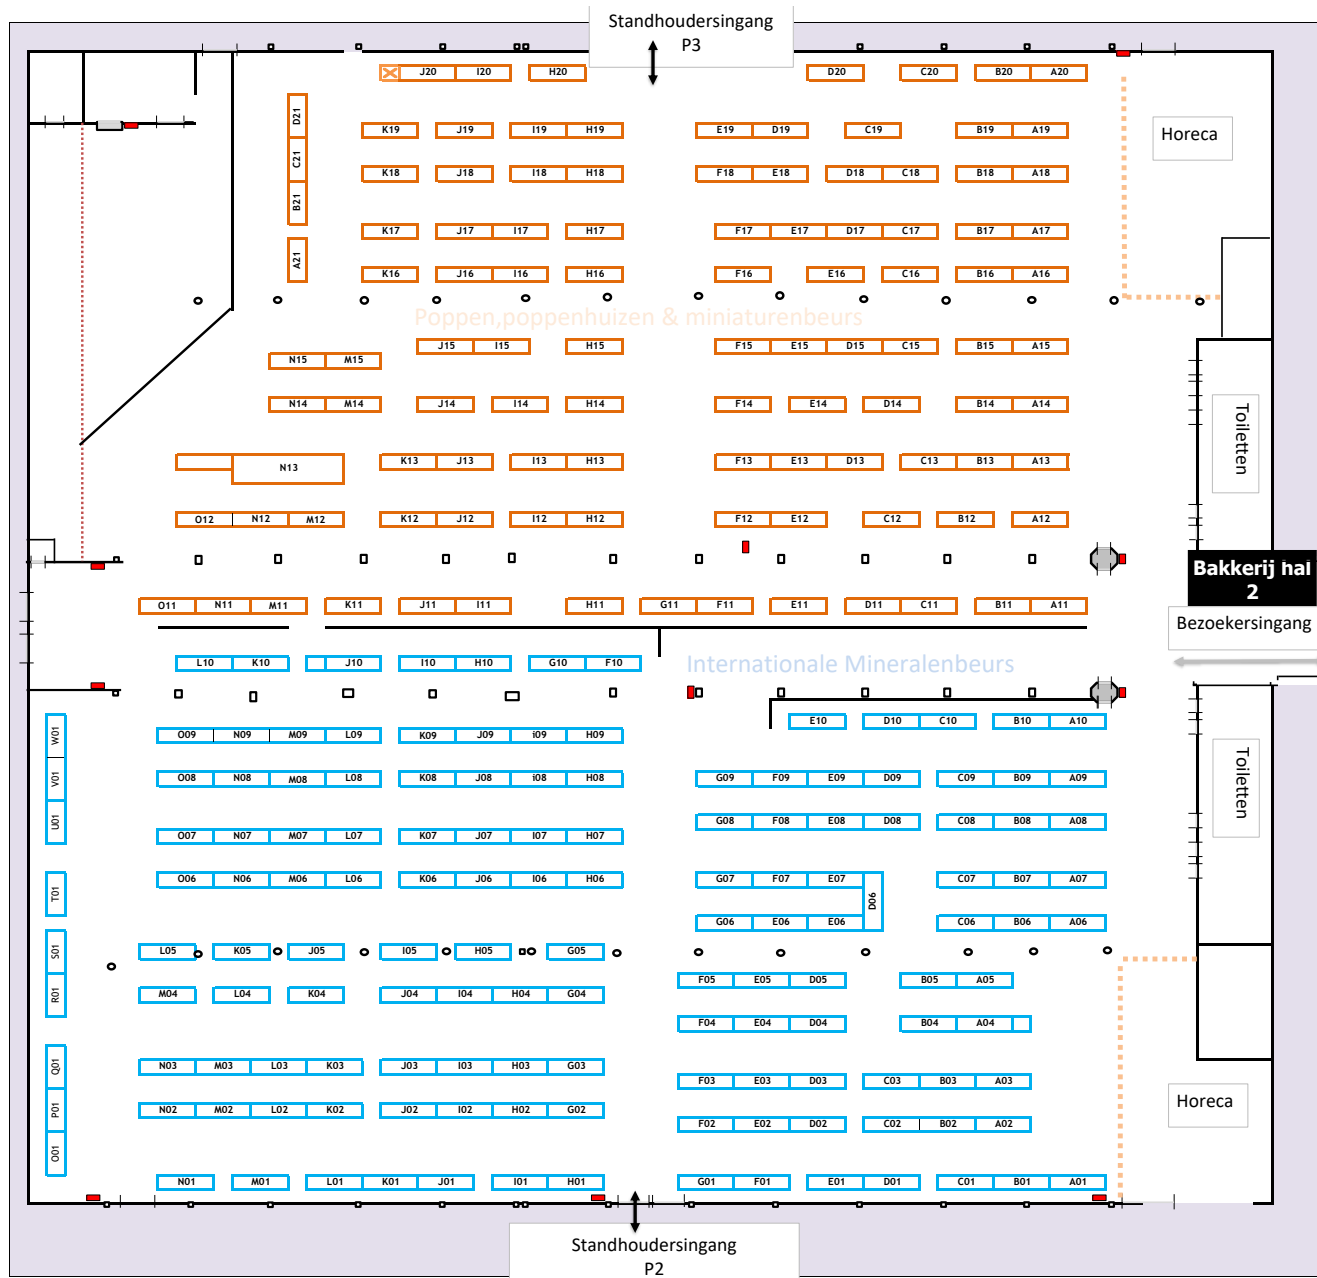 Standhoudersingang
P3
J20 I20 H20 D20 C20 B20 A20
D21
K19 J19 I19 H19 E19 D19 C19 B19 A19
Horeca
C21
K18 J18 I18 H18 F18 E18 D18 C18 B18 A18
B21
K17 J17 I17 H17 F17 E17 D17 C17 B17 A17
A21
K16 J16 I16 H16 F16 E16 C16 B16 A16
Poppen,poppenhuizen & miniaturenbeurs
J15 I15 H15 F15 E15 D15 C15 B15 A15
N15 M15
N14 M14 J14 I14 H14 F14 E14 D14 B14 A14
Toiletten
N13 K13 J13 I13 H13 F13 E13 D13 C13 B13 A13
O12 N12 M12 K12 J12 I12 H12 F12 E12 C12 B12 A12
Bakkerij hal
2
O11 N11 M11 K11 J11 I11 H11 G11 F11 E11 D11 C11 B11 A11
Bezoekersingang
L10 K10 J10 I10 H10 G10 F10
Internationale Mineralenbeurs
E10 D10 C10 B10 A10
W01
O09 N09 M09 L09 K09 J09 i09 H09
V01
O08 N08 M08 L08 K08 J08 i08 H08 G09 F09 E09 D09 C09 B09 A09
Toiletten
U01
G08 F08 E08 D08 C08 B08 A08
O07 N07 M07 L07 K07 J07 I07 H07
O06 N06 M06 L06 K06 J06 I06 H06 G07 F07 E07 C07 B07 A07
T01
D06
G06 E06 E06 C06 B06 A06
S01
L05 K05 J05 I05 H05 G05
F05 E05 D05 B05 A05
R01
M04 L04 K04 J04 I04 H04 G04
F04 E04 D04 B04 A04
Q01
N03 M03 L03 K03 J03 I03 H03 G03
F03 E03 D03 C03 B03 A03
P01
N02 M02 L02 K02 J02 I02 H02 G02
Horeca
F02 E02 D02 C02 B02 A02
O01
N01 M01 L01 K01 J01 I01 H01 G01 F01 E01 D01 C01 B01 A01
Standhoudersingang
P2